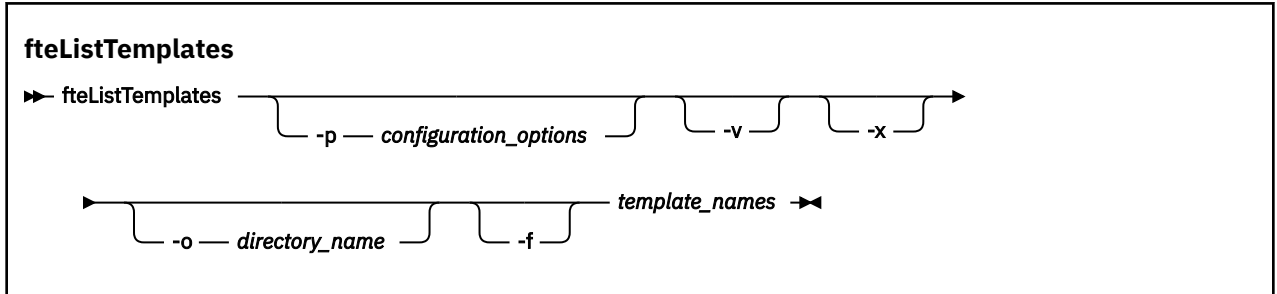 fteListTemplates
fteListTemplates
-p configuration_options -v -x
template_names
-o directory_name -f